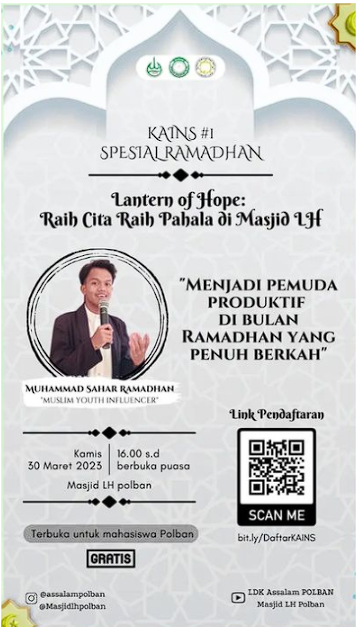 KAINS #1
SPESIAL RAMADHAN
Lantern of Hope:
Raih Cita Raih Pahala di Masjid LH
"MENJADI PEMUDA
PRODUKTIF
DI BULAN
RAMADHAN YANG
PENUH BERKAH"
MUHAMMAD SAHAR RAMADHAN
"MUSLIM YOUTH INFLUENCER"
Kamis
30 Maret 2023
16.00 s.d
berbuka puasa
Masjid LH polban
Terbuka untuk mahasiswa Polban
GRATIS
Link Pendaftaran
SCAN ME
bit.ly/DaftarKAINS
@assalampolban
@Masjidlhpolban
LDK Assalam POLBAN
Masjid LH Polban